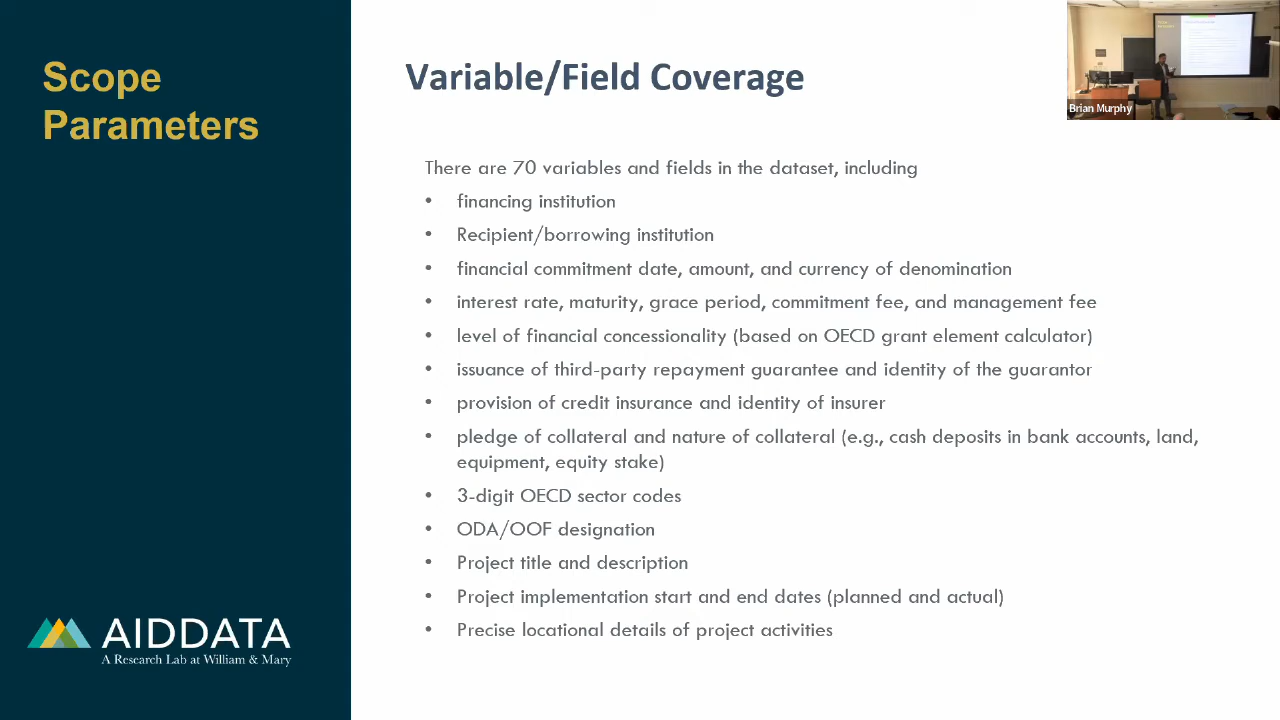 Scope
Parameters
Variable/Field Coverage
Brian Murphy
There are 70 variables and fields in the dataset, including
• financing institution
• Recipient/borrowing institution
• financial commitment date, amount, and currency of denomination
• interest rate, maturity, grace period, commitment fee, and management fee
• level of financial concessionality (based on OECD grant element calculator)
• issuance of third-party repayment guarantee and identity of the guarantor
• provision of credit insurance and identity of insurer
• pledge of collateral and nature of collateral (e.g., cash deposits in bank accounts, land,
equipment, equity stake)
• 3-digit OECD sector codes
• ODA/OOF designation
• Project title and description
• Project implementation start and end dates (planned and actual)
• Precise locational details of project activities
AIDDATA
A Research Lab at William & Mary